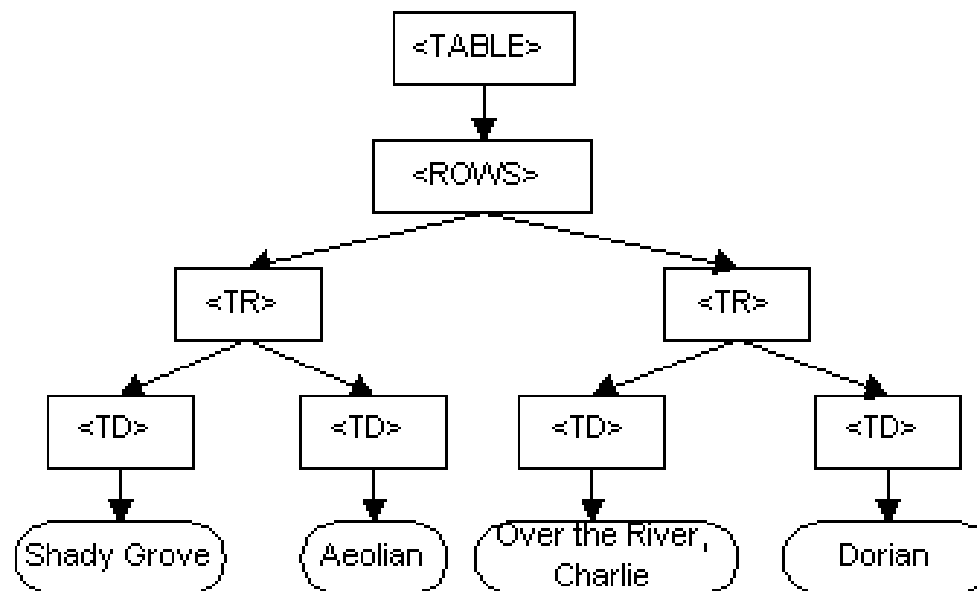 <TABLE>
<ROWS>
<TR>
<TR>
<TD>
<TD>
<TD>
<TD>
Shady Grove
Aeolian
Over the River,
Charlie
Dorian